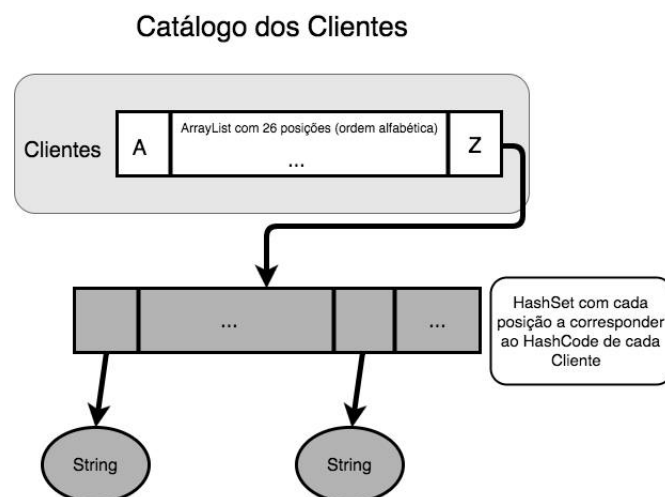 Catálogo dos Clientes
Clientes
A
ArrayList com 26 posições (ordem alfabética)
...
Z
...
...
HashSet com cada
posição a corresponder
ao HashCode de cada
Cliente
String
String